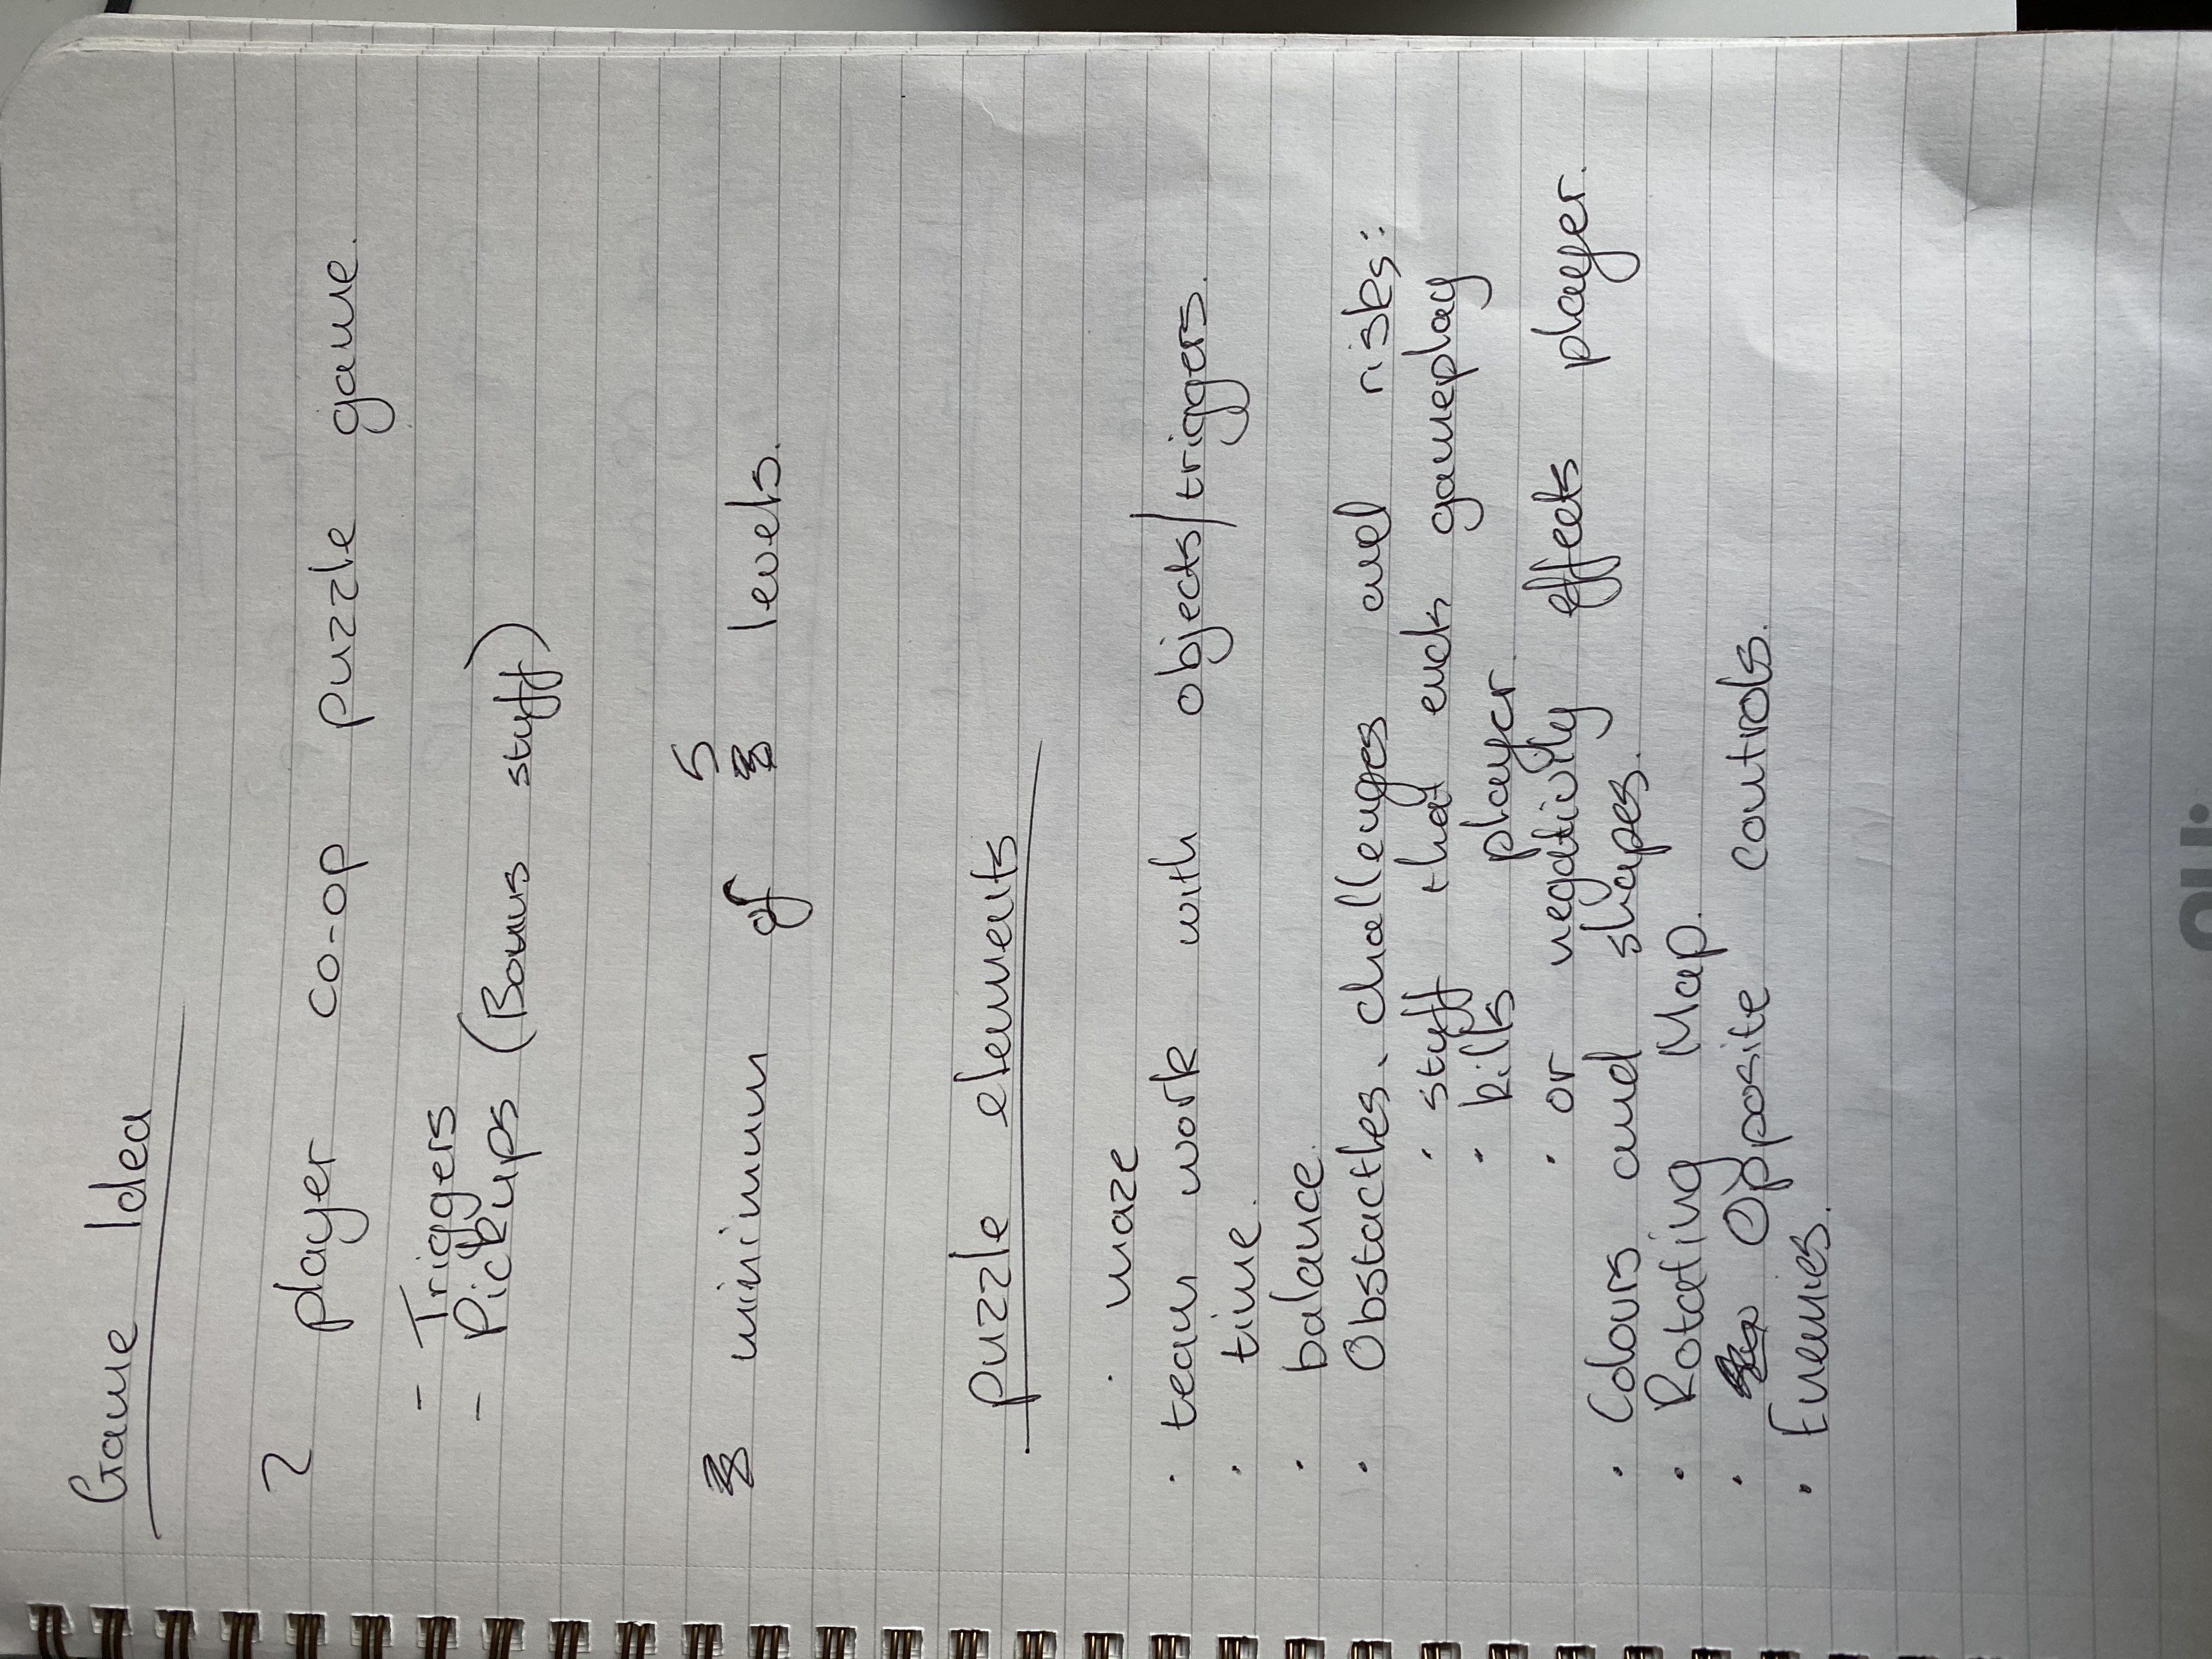 Game Idea
2 player co-op puzzle game.
- Triggers
- Pickups (Bonus stuff)
5
minimum of levels.
puzzle elements
· maze
· team work with objects/triggers.
· time.
· balance.
· Obstactles, challenges and risks:
· stuff that ends gameplay
· kills player.
· or negativily effects player.
· Colours and shapes.
· Rotating Map.
· Opposite controls.
· Enemies.